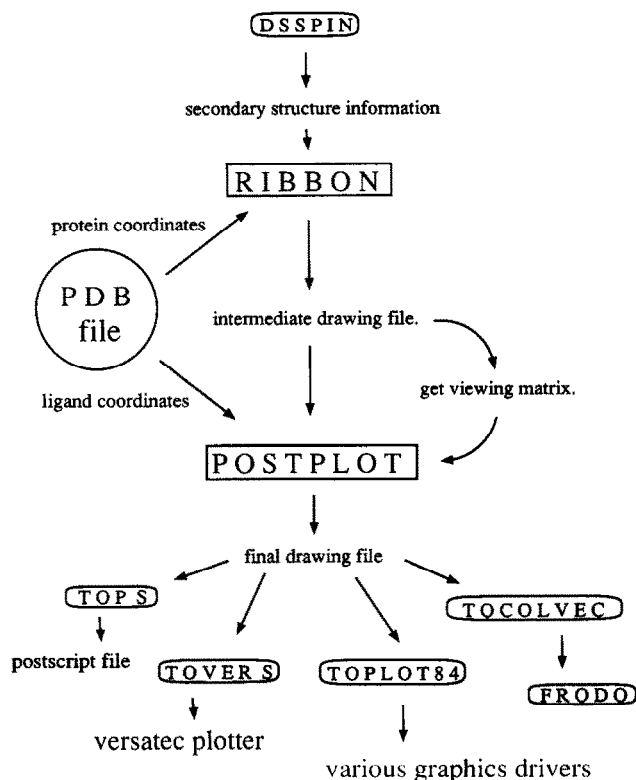 DSSPIN
secondary structure information
RIBBON
protein coordinates
PDB
file
intermediate drawing file.
ligand coordinates
get viewing matrix.
POSTPLOT
final drawing file
TOPS
TOCOLVEC
postscript file
TOVERS
TOPLOT84
FRODO
versatec plotter
various graphics drivers